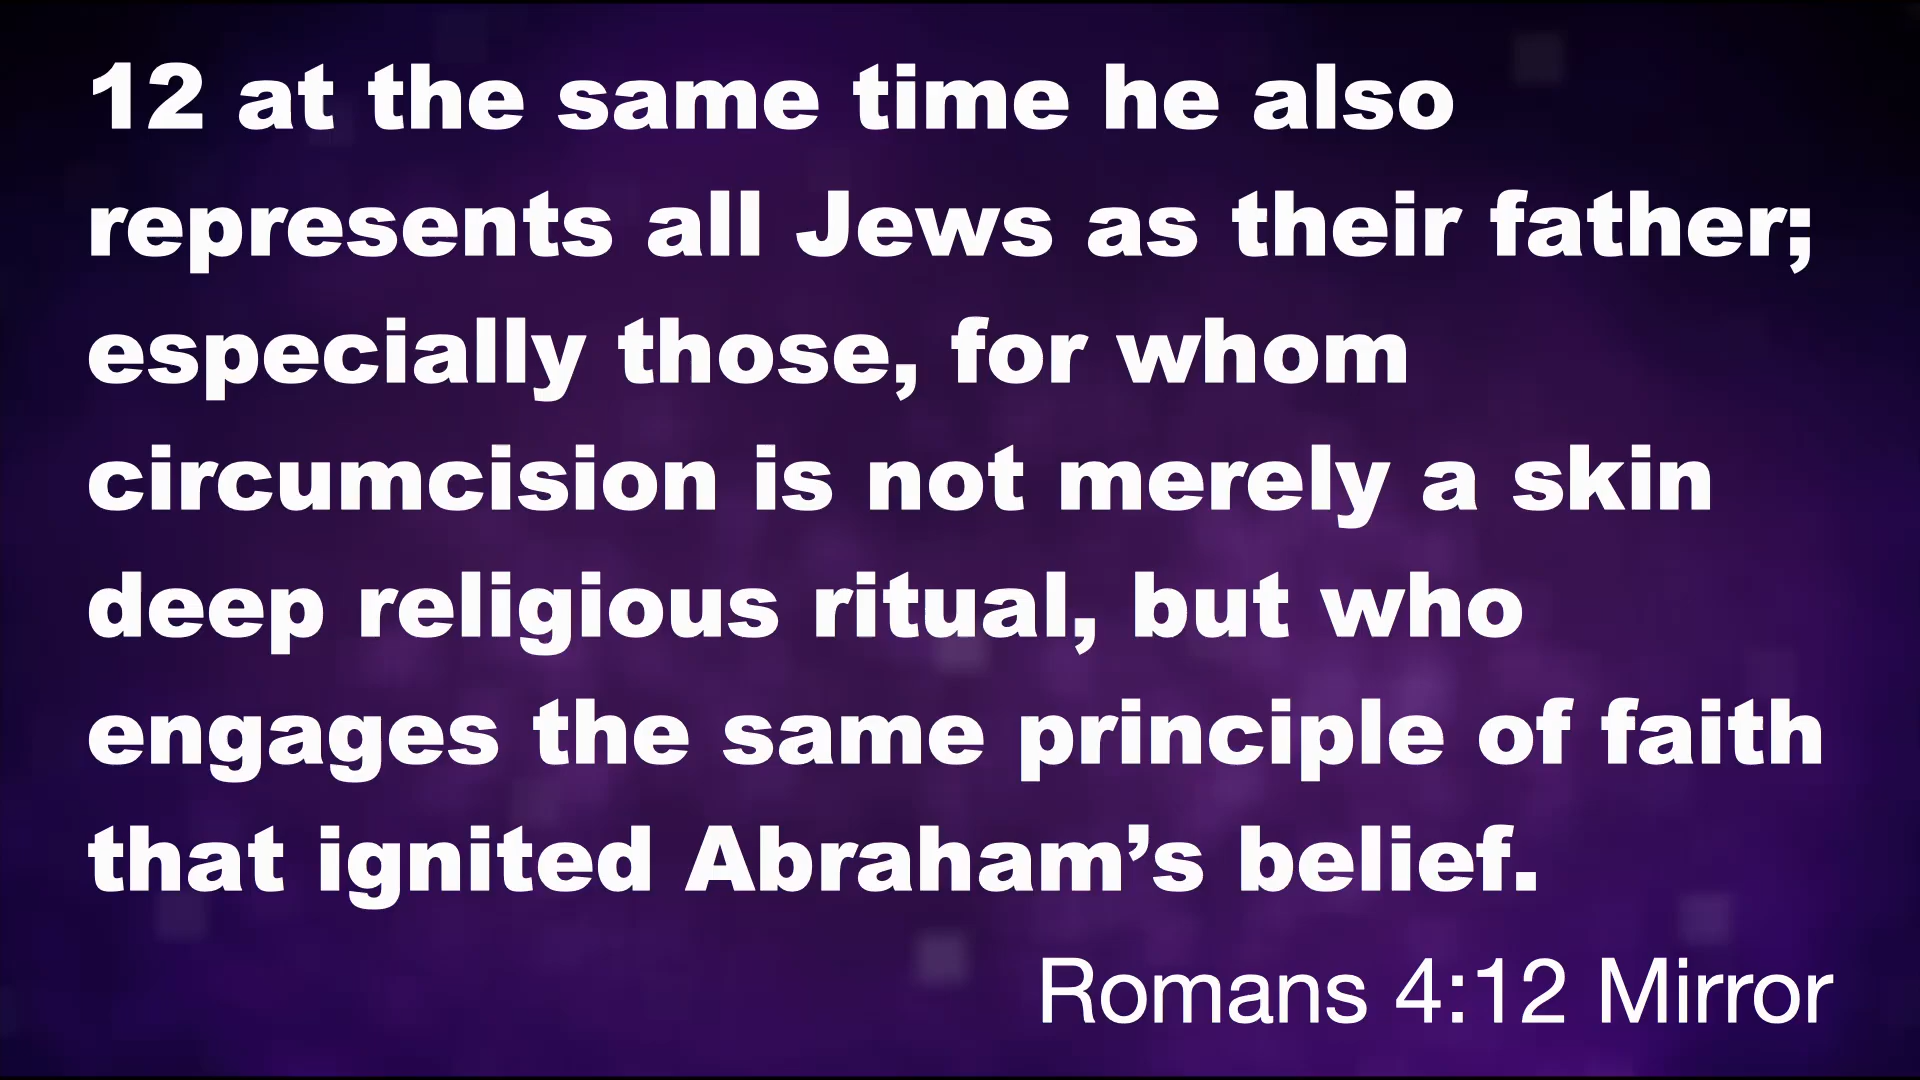 12 at the same time he also
represents all Jews as their father;
especially those, for whom
circumcision is not merely a skin
deep religious ritual, but who
engages the same principle of faith
that ignited Abraham’s belief.
Romans 4:12 Mirror